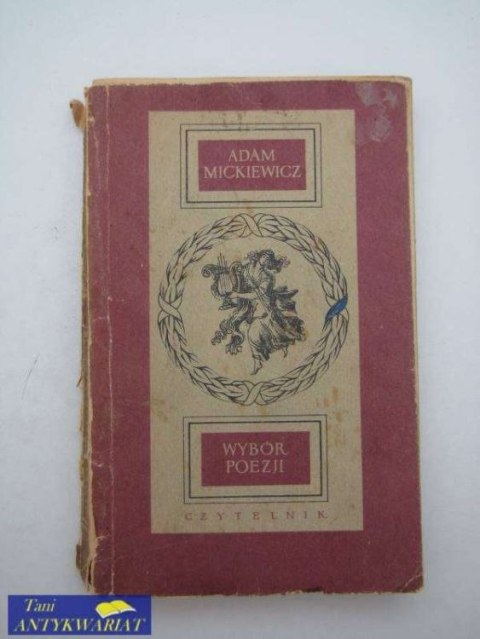 ADAM
MICKIEWICZ
WYBÓR
POEZJI
CZYTELNIK
Tani
ANTYKWARIAT